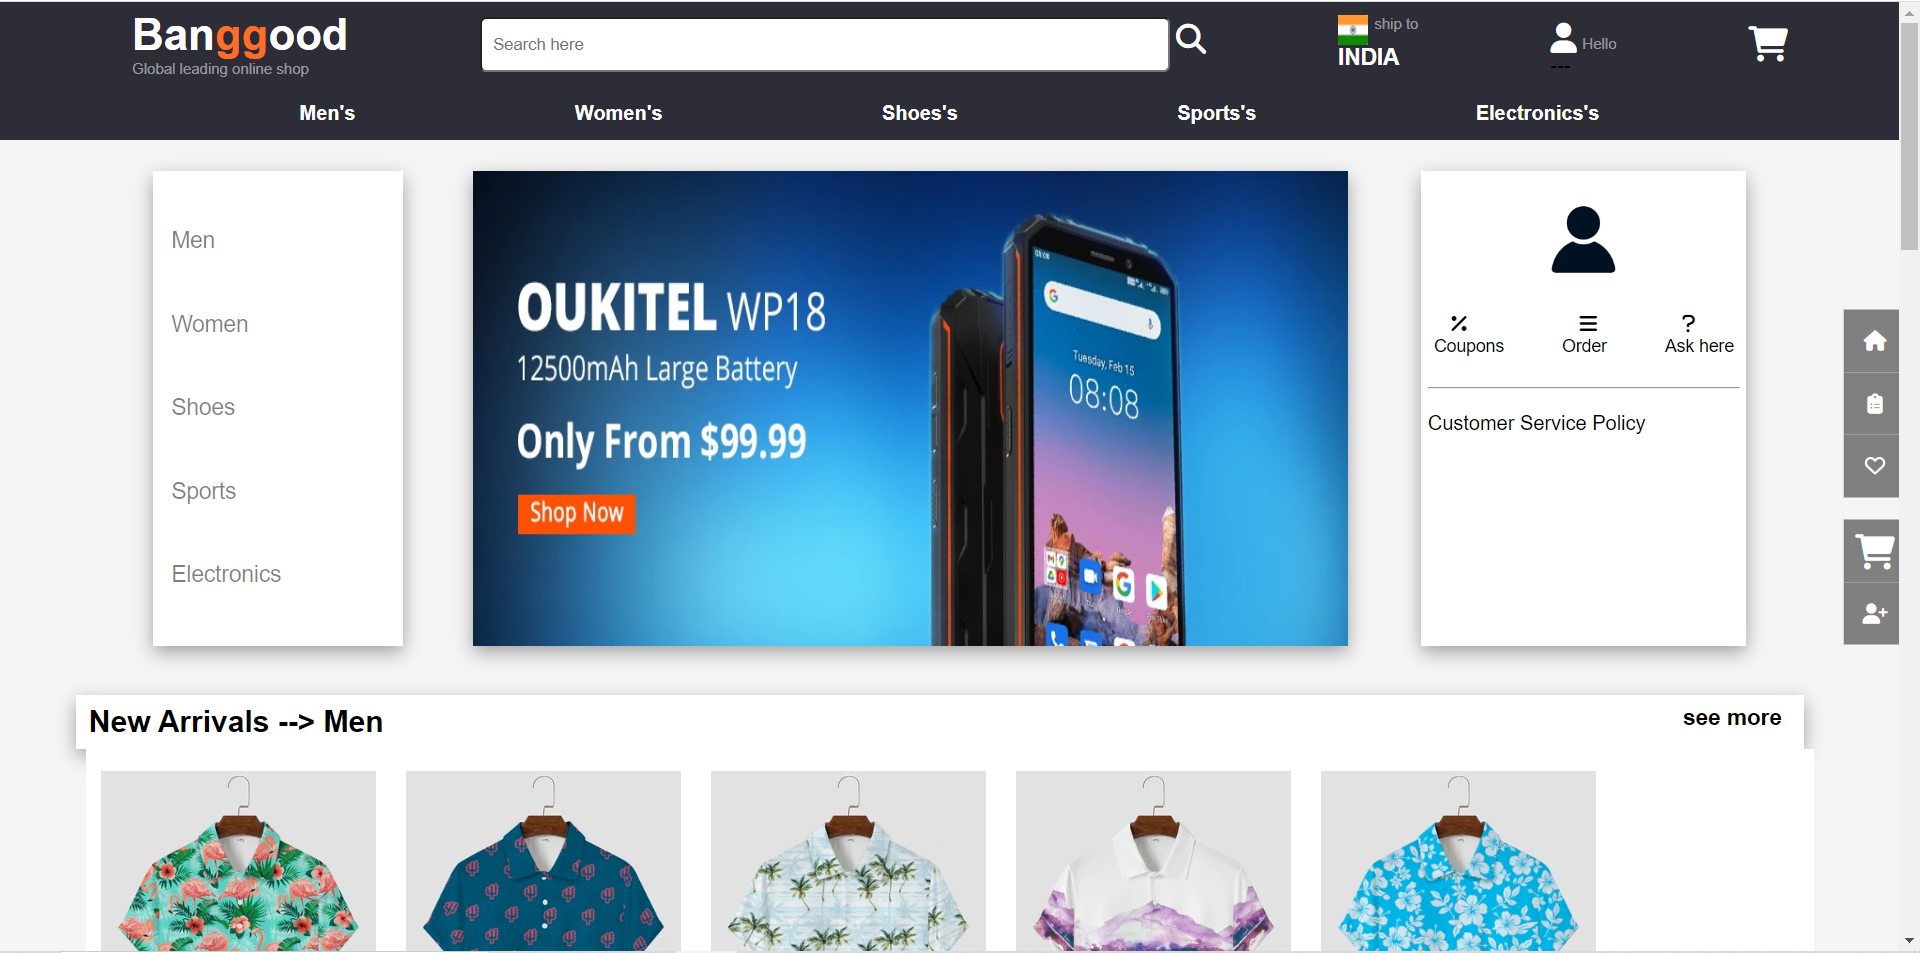 Banggood
Global leading online shop
Search here
ship to
INDIA
Hello
---
Men's
Women's
Shoes's
Sports's
Electronics's
Men
Women
Shoes
Sports
Electronics
OUKITEL WP18
12500mAh Large Battery
Only From $99.99
Shop Now
08:08
Tuesday, Feb 15
08:08
Coupons
Order
? 
Ask here
Customer Service Policy
New Arrivals --> Men
see more